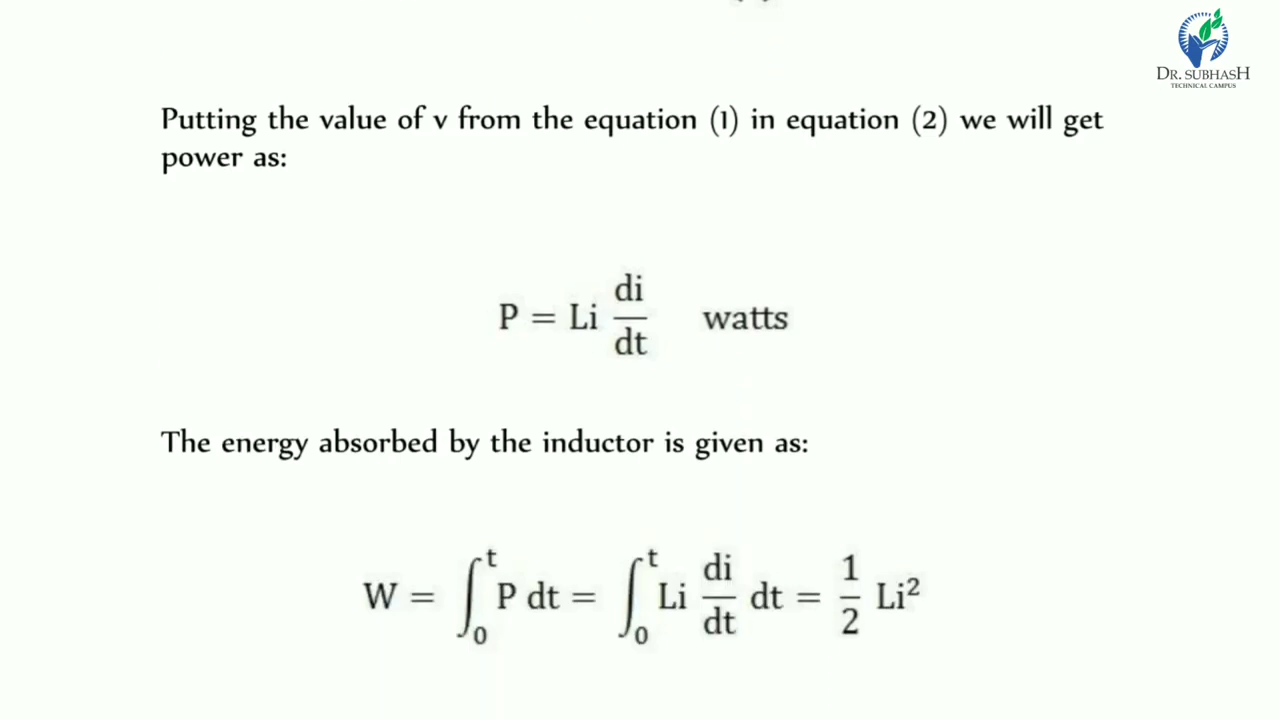 DR. SUBHASH
TECHNICAL CAMPUS
Putting the value of v from the equation (1) in equation (2) we will get
power as:
P = Li di/dt watts
The energy absorbed by the inductor is given as:
W = ∫₀ᵗ P dt = ∫₀ᵗ Li di/dt dt = 1/2 Li²